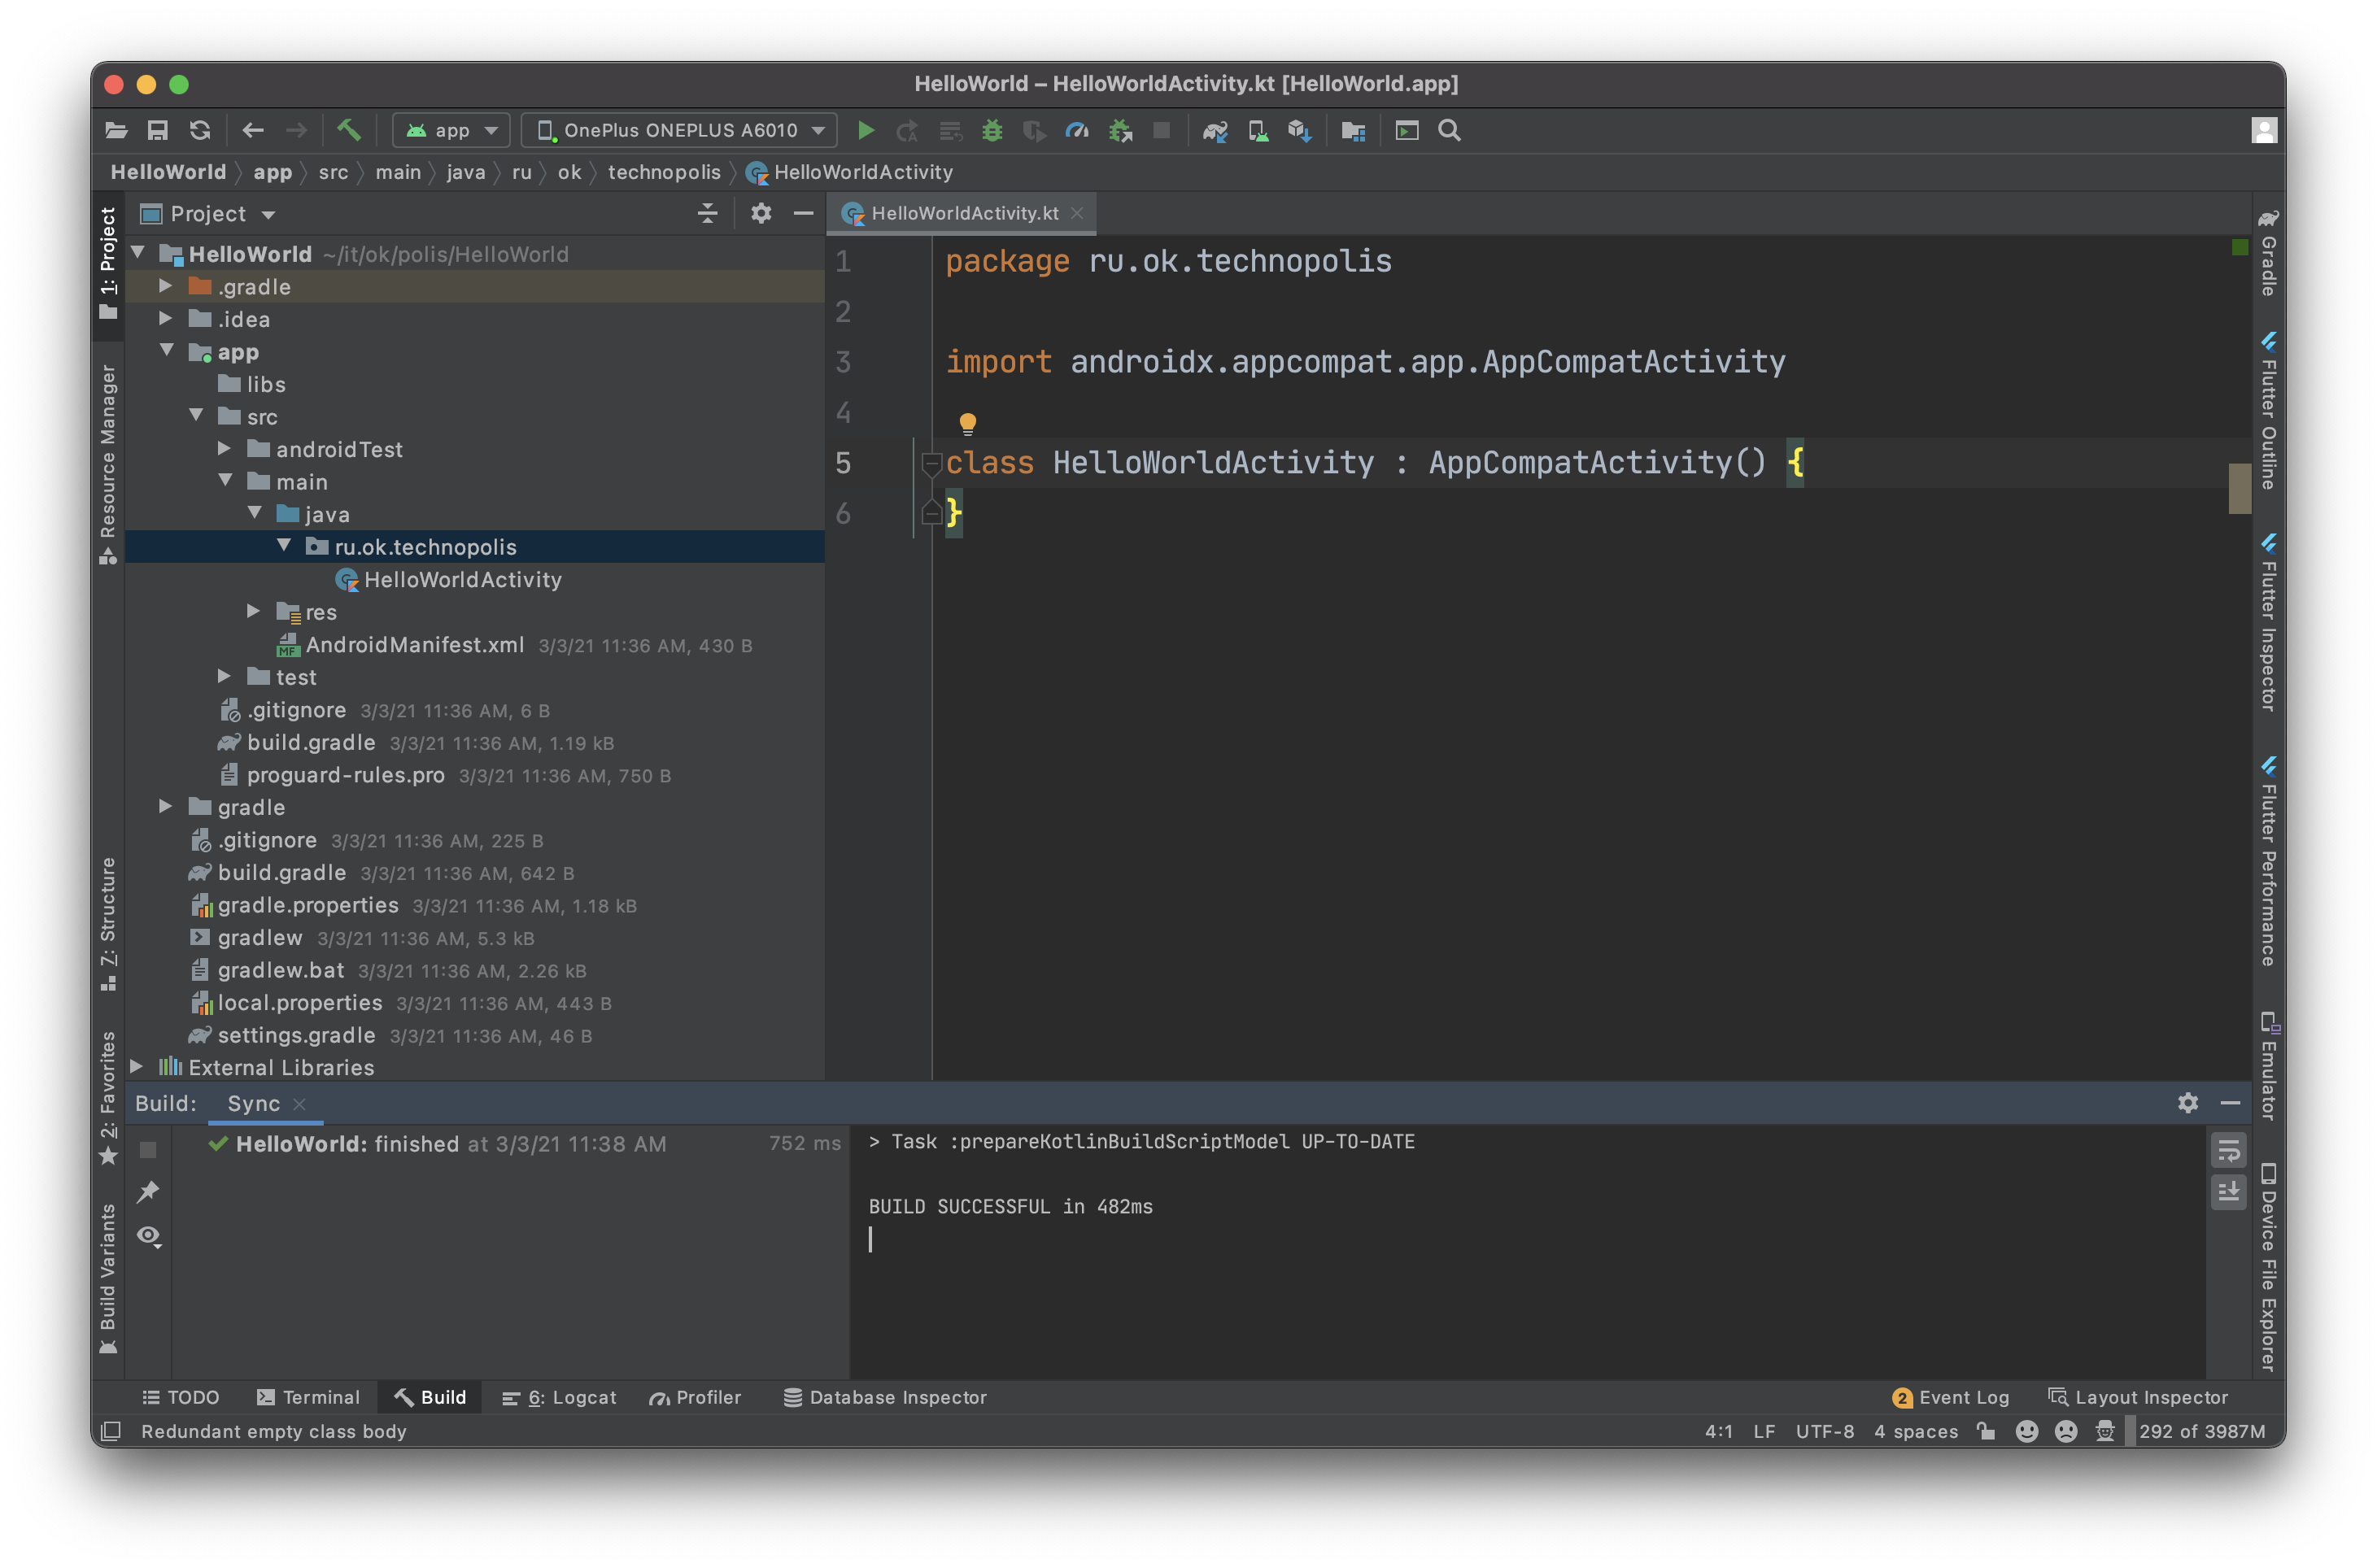 HelloWorld – HelloWorldActivity.kt [HelloWorld.app]
app
OnePlus ONEPLUS A6010
HelloWorld
app
src
main
java
ru
ok
technopolis
HelloWorldActivity
1: Project
Resource Manager
Z: Structure
2: Favorites
Build Variants
Project
HelloWorld ~/it/ok/polis/HelloWorld
.gradle
.idea
app
libs
src
androidTest
main
java
ru.ok.technopolis
HelloWorldActivity
res
MF AndroidManifest.xml 3/3/21 11:36 AM, 430 B
test
.gitignore 3/3/21 11:36 AM, 6 B
build.gradle 3/3/21 11:36 AM, 1.19 kB
proguard-rules.pro 3/3/21 11:36 AM, 750 B
gradle
.gitignore 3/3/21 11:36 AM, 225 B
build.gradle 3/3/21 11:36 AM, 642 B
gradle.properties 3/3/21 11:36 AM, 1.18 kB
gradlew 3/3/21 11:36 AM, 5.3 kB
gradlew.bat 3/3/21 11:36 AM, 2.26 kB
local.properties 3/3/21 11:36 AM, 443 B
settings.gradle 3/3/21 11:36 AM, 46 B
External Libraries
HelloWorldActivity.kt
1 package ru.ok.technopolis
2
3 import androidx.appcompat.app.AppCompatActivity
4
5 class HelloWorldActivity : AppCompatActivity() {
6 }
Gradle
Flutter Outline
Flutter Inspector
Flutter Performance
Emulator
Device File Explorer
Build: Sync
HelloWorld: finished at 3/3/21 11:38 AM 752 ms
> Task :prepareKotlinBuildScriptModel UP-TO-DATE
BUILD SUCCESSFUL in 482ms
TODO
Terminal
Build
6: Logcat
Profiler
Database Inspector
2 Event Log
Layout Inspector
Redundant empty class body
4:1 LF UTF-8 4 spaces 292 of 3987M